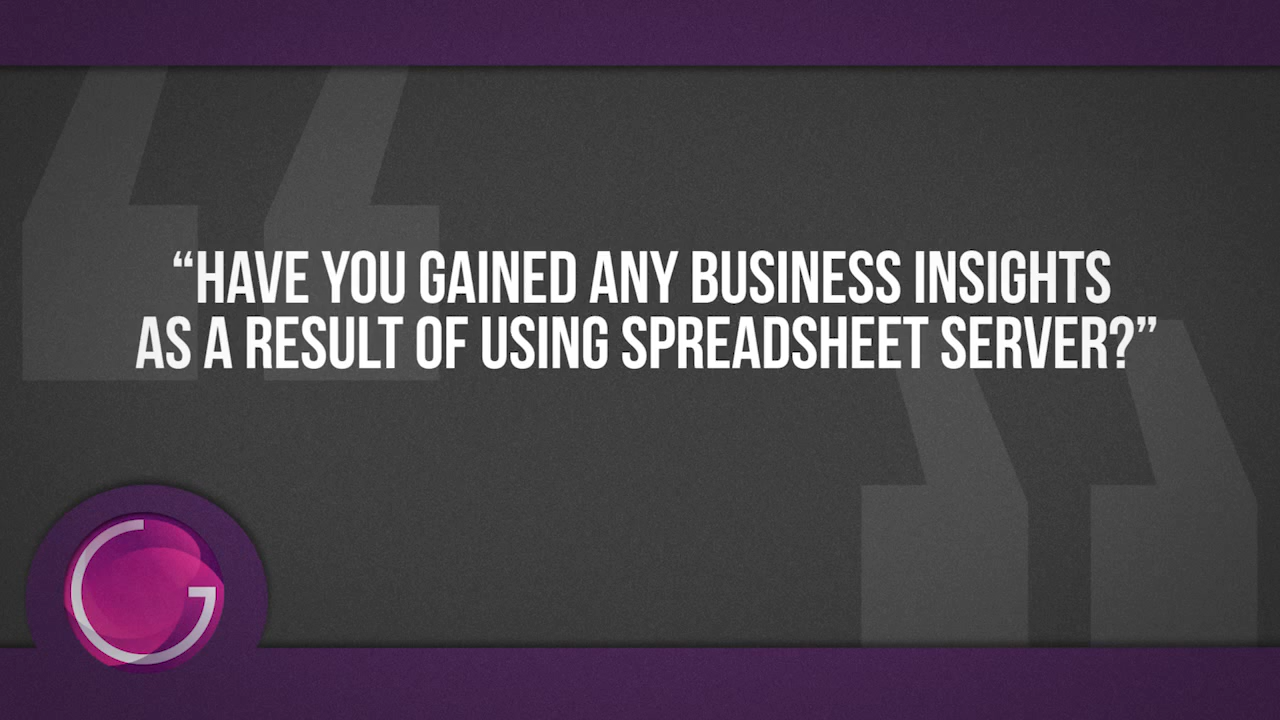 “HAVE YOU GAINED ANY BUSINESS INSIGHTS
AS A RESULT OF USING SPREADSHEET SERVER?”
G